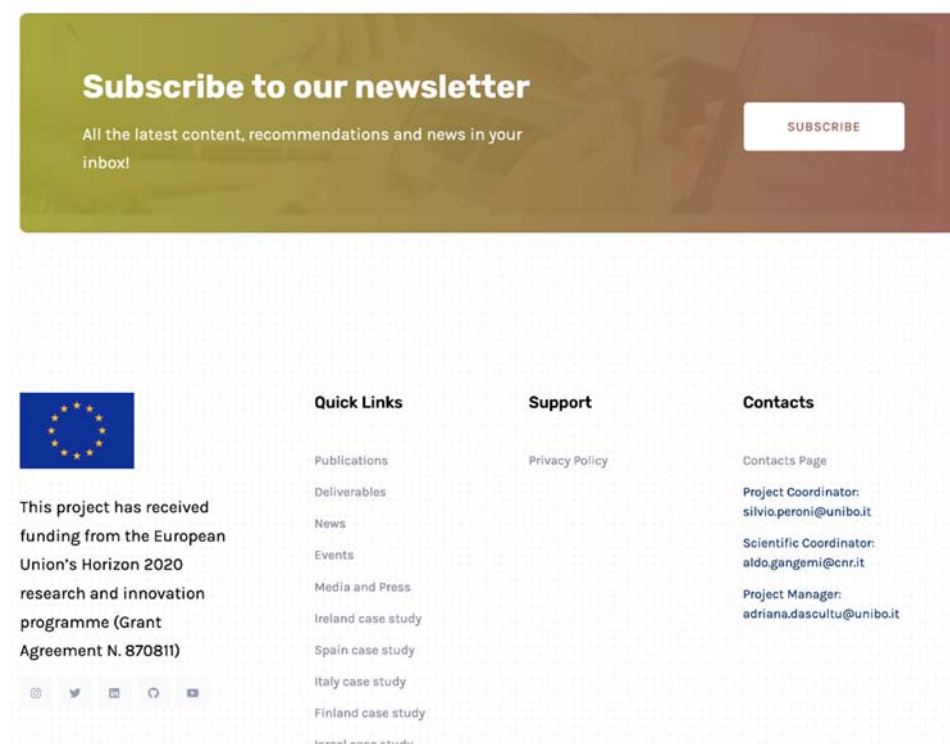 Subscribe to our newsletter
All the latest content, recommendations and news in your
inbox!
SUBSCRIBE
This project has received
funding from the European
Union's Horizon 2020
research and innovation
programme (Grant
Agreement N. 870811)
Quick Links
Publications
Deliverables
News
Events
Media and Press
Ireland case study
Spain case study
Italy case study
Finland case study
Israel case study
Support
Privacy Policy
Contacts
Contacts Page
Project Coordinator:
silvio.peroni@unibo.it
Scientific Coordinator:
aldo.gangemi@cnr.it
Project Manager:
adriana.dascultu@unibo.it